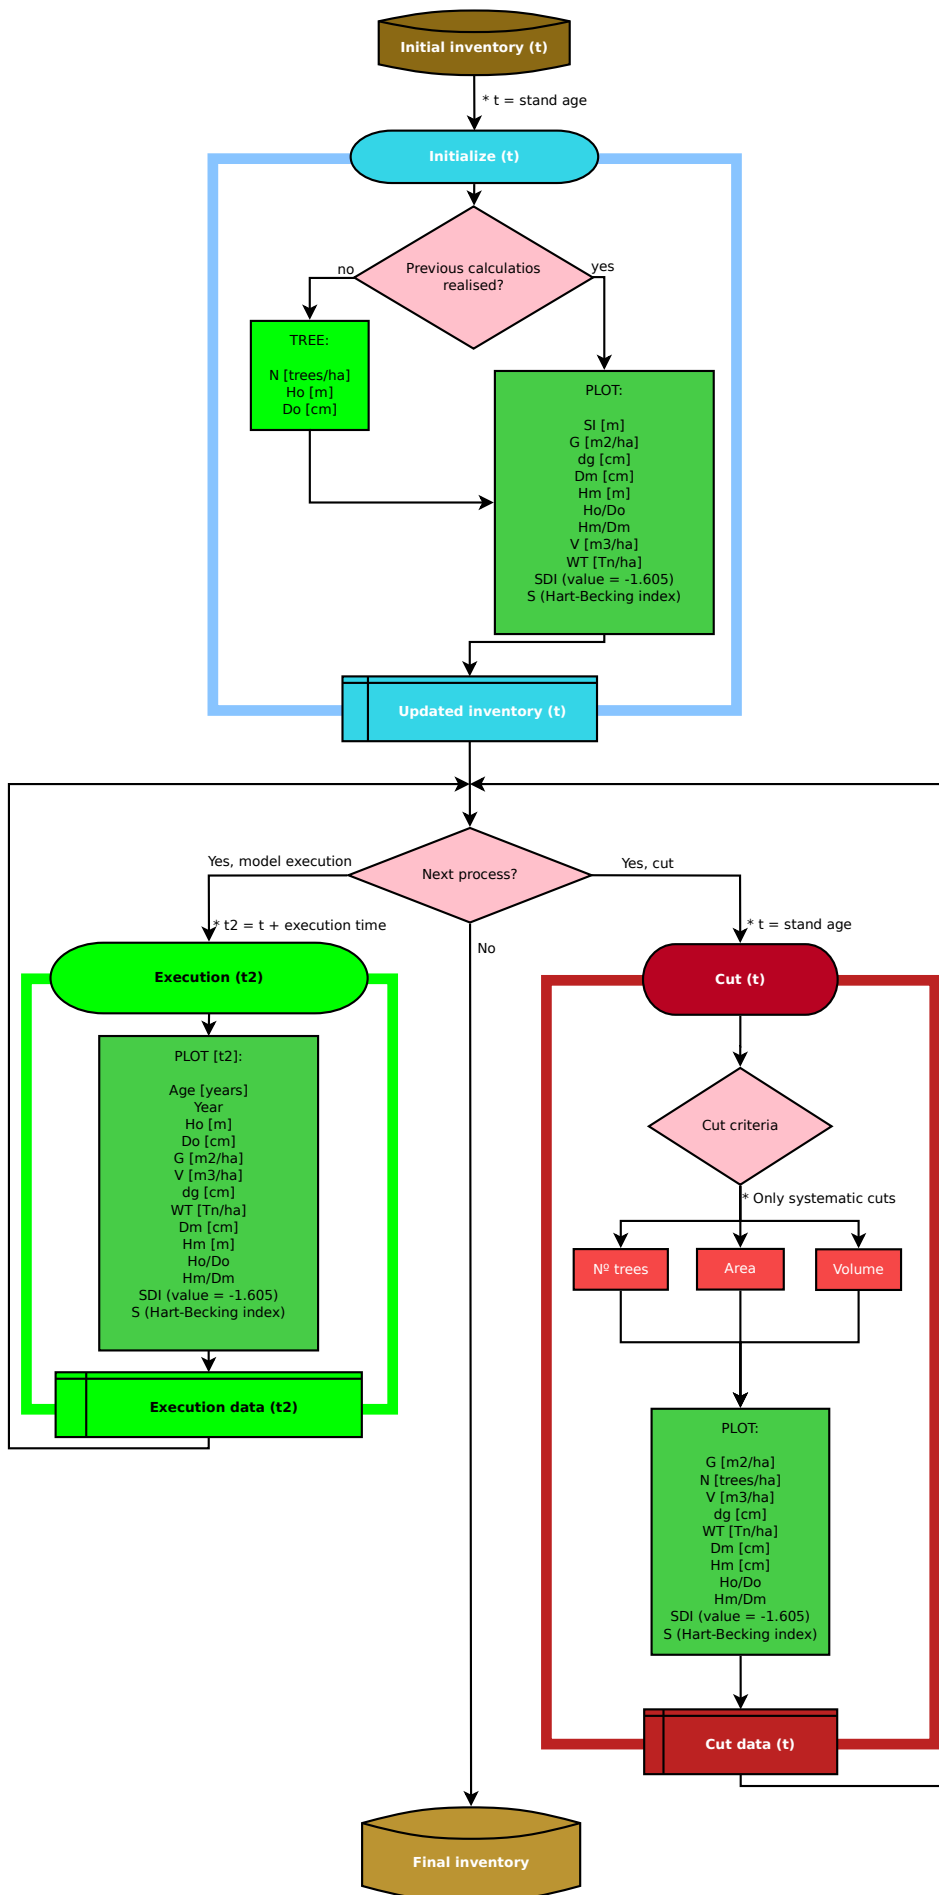 Initial inventory (t)
* t = stand age
Initialize (t)
Previous calculatios
realised?
no
yes
TREE:
N [trees/ha]
Ho [m]
Do [cm]
PLOT:
SI [m]
G [m2/ha]
dg [cm]
Dm [cm]
Hm [m]
Ho/Do
Hm/Dm
V [m3/ha]
WT [Tn/ha]
SDI (value = -1.605)
S (Hart-Becking index)
Updated inventory (t)
Next process?
Yes, model execution
Yes, cut
No
* t2 = t + execution time
Execution (t2)
PLOT [t2]:
Age [years]
Year
Ho [m]
Do [cm]
G [m2/ha]
V [m3/ha]
dg [cm]
WT [Tn/ha]
Dm [cm]
Hm [m]
Ho/Do
Hm/Dm
SDI (value = -1.605)
S (Hart-Becking index)
Execution data (t2)
* t = stand age
Cut (t)
Cut criteria
* Only systematic cuts
Nº trees
Area
Volume
PLOT:
G [m2/ha]
N [trees/ha]
V [m3/ha]
dg [cm]
WT [Tn/ha]
Dm [cm]
Hm [cm]
Ho/Do
Hm/Dm
SDI (value = -1.605)
S (Hart-Becking index)
Cut data (t)
Final inventory